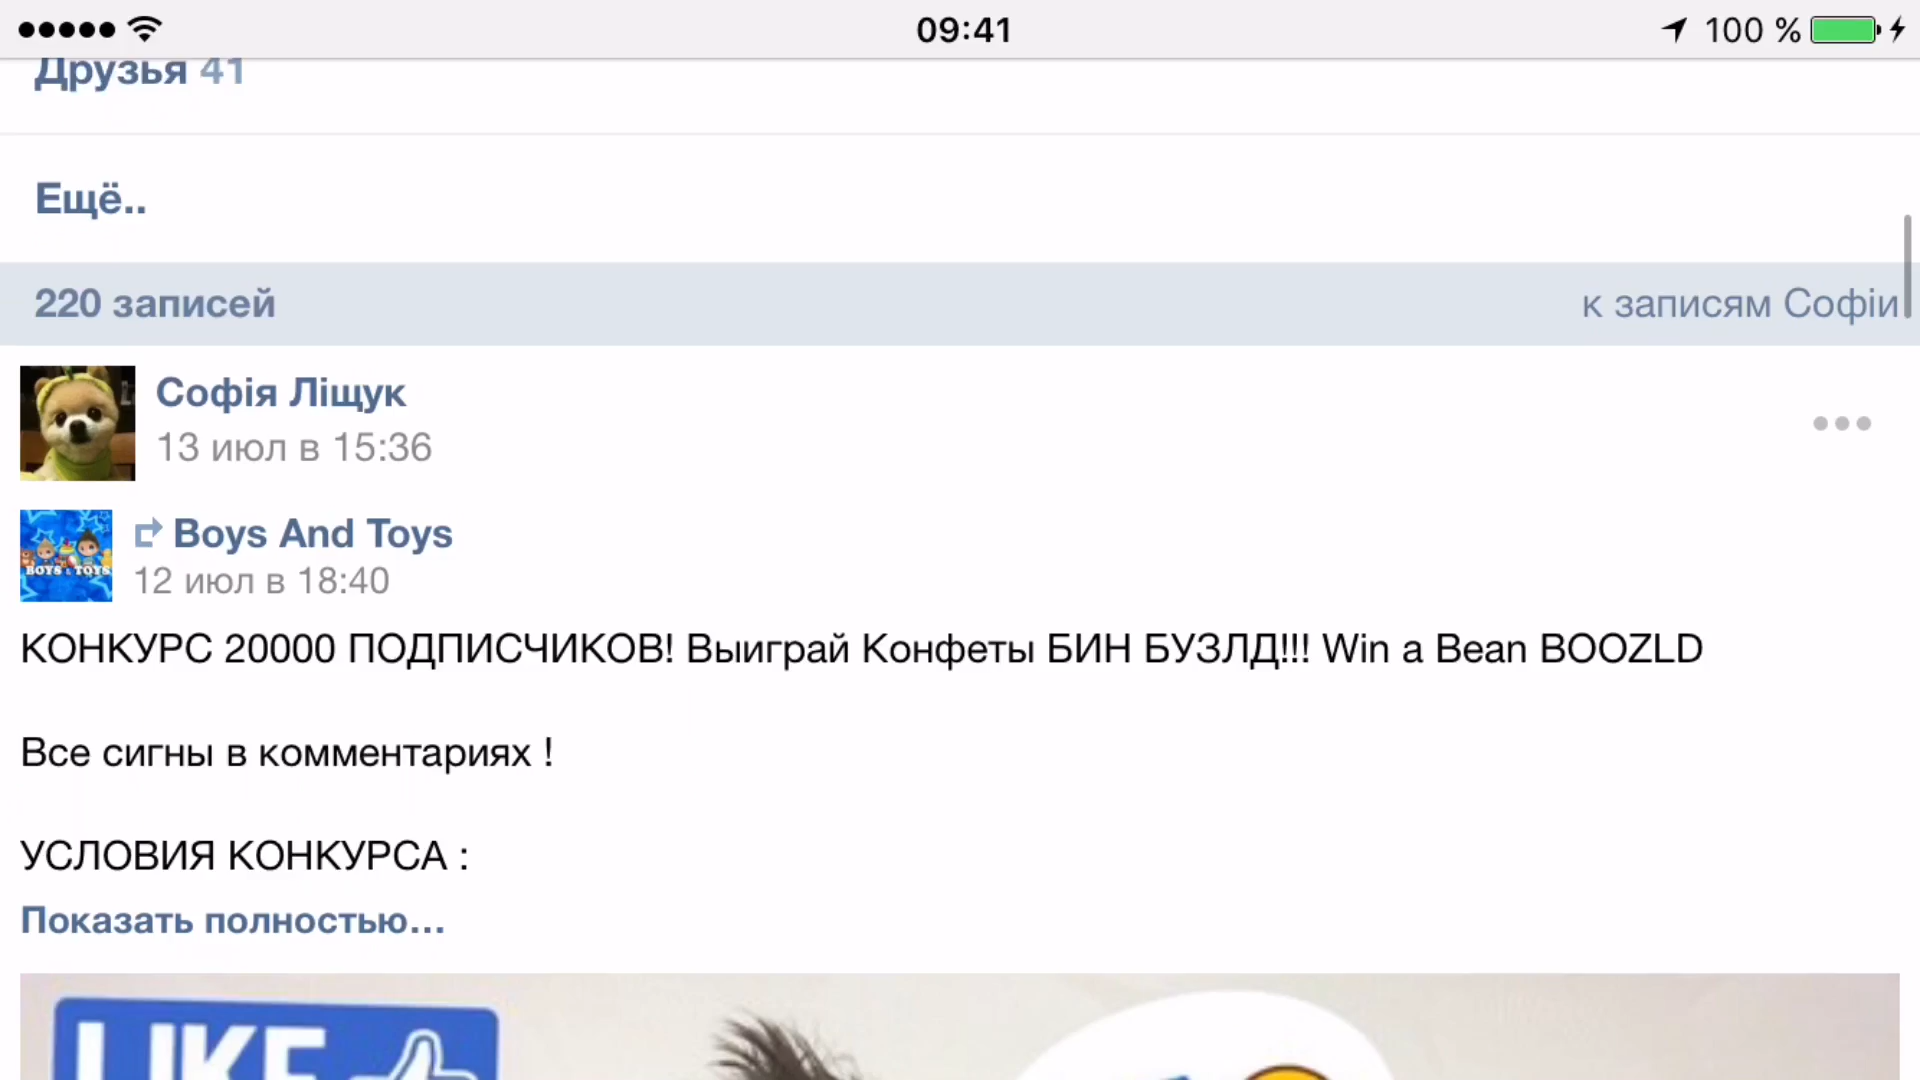 09:41
100 %
Друзья 41
Ещё..
220 записей
к записям Софіи
Софія Ліщук
13 июл в 15:36
Boys And Toys
BOYS & TOYS
12 июл в 18:40
КОНКУРС 20000 ПОДПИСЧИКОВ! Выиграй Конфеты БИН БУЗЛД!!! Win a Bean BOOZLD
Все сигны в комментариях !
УСЛОВИЯ КОНКУРСА :
Показать полностью...
LIKE